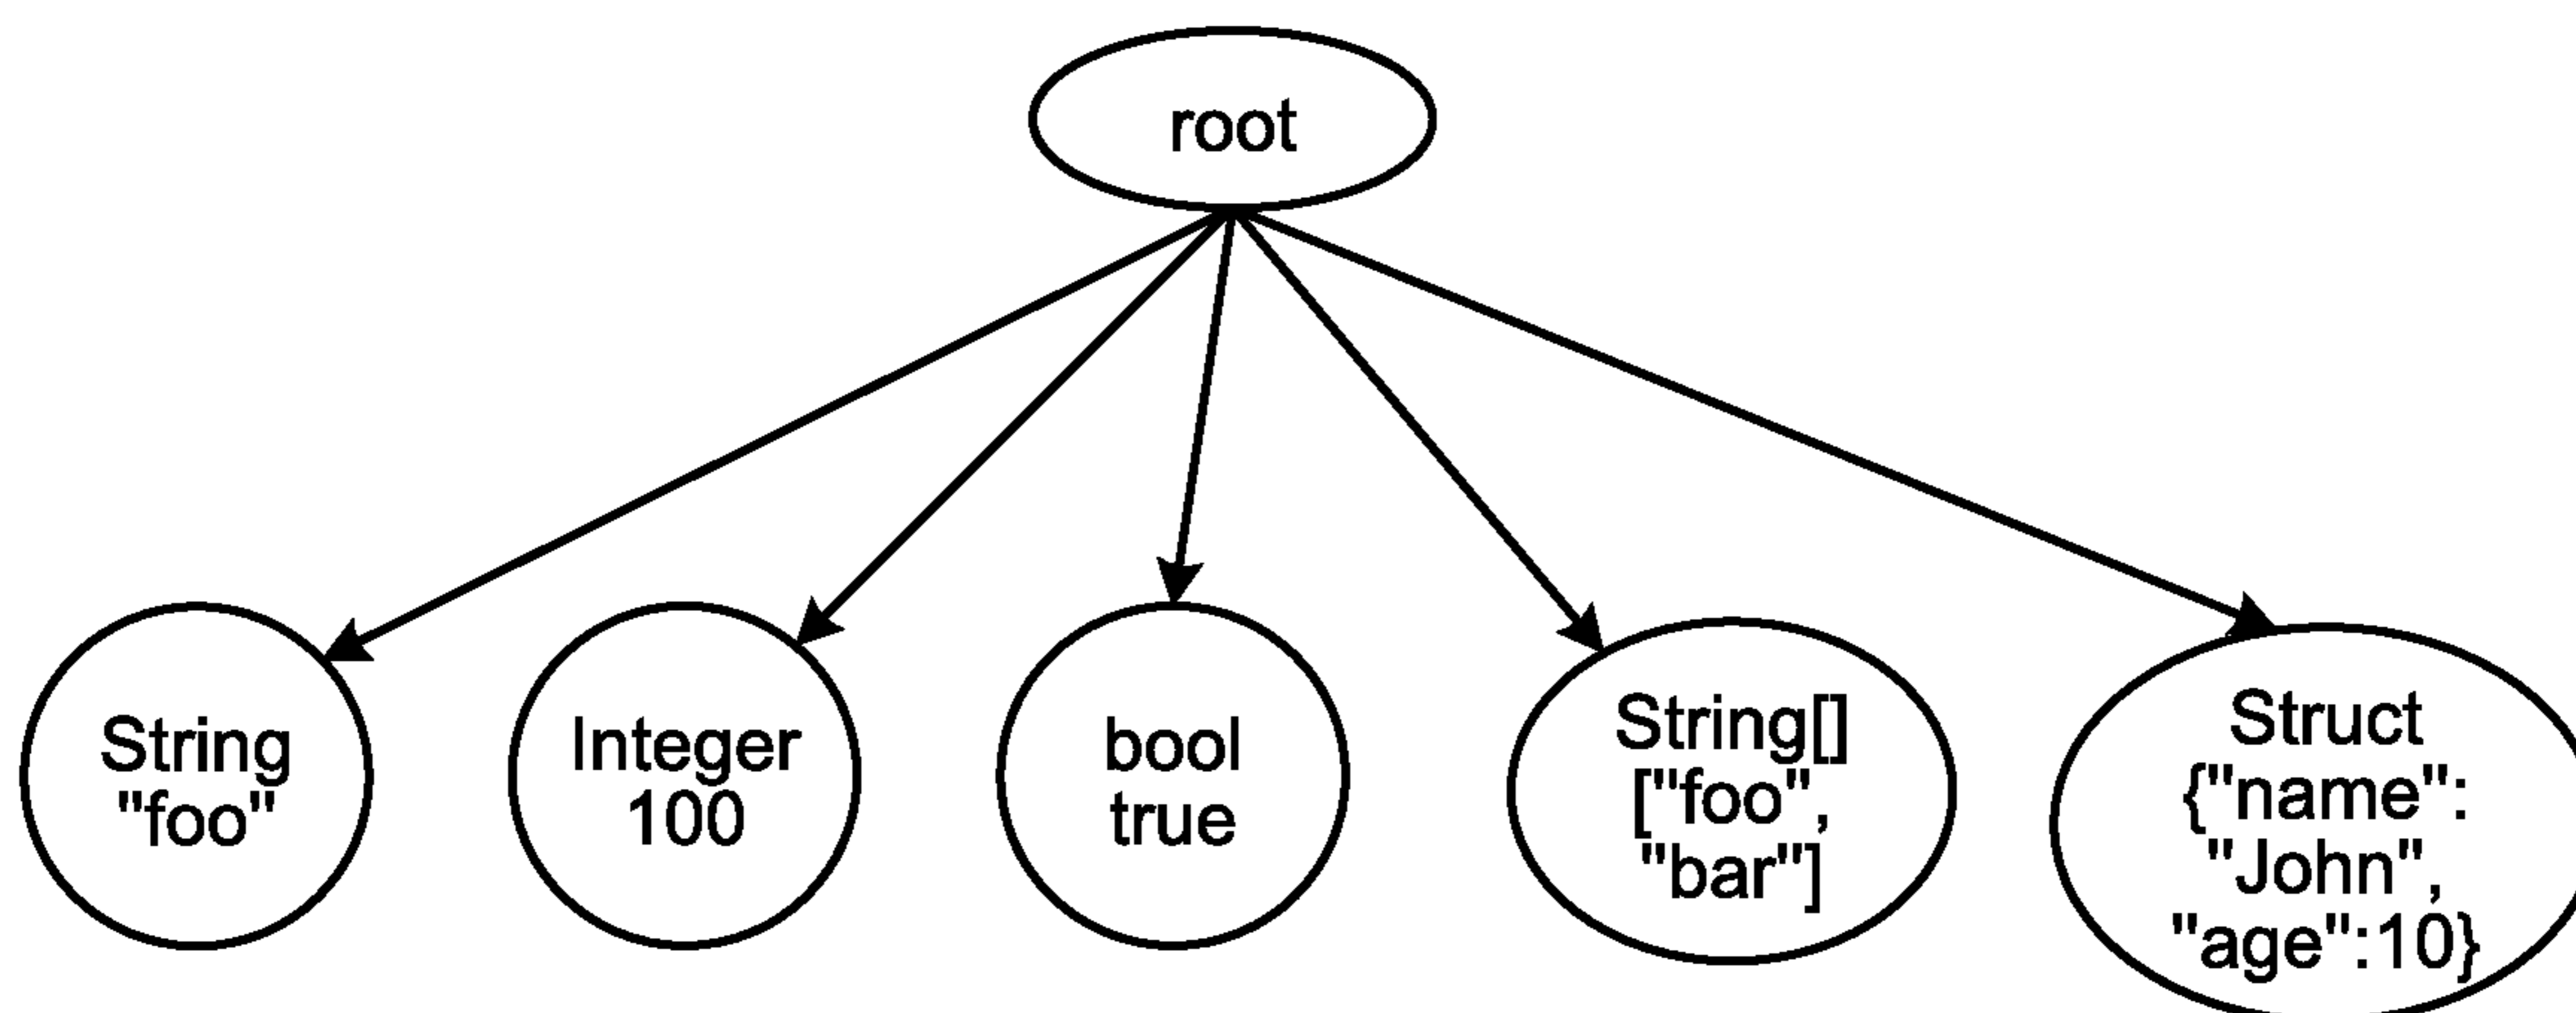 root
String
"foo"
Integer
100
bool
true
String[]
["foo",
"bar"]
Struct
{"name":
"John",
"age":10}